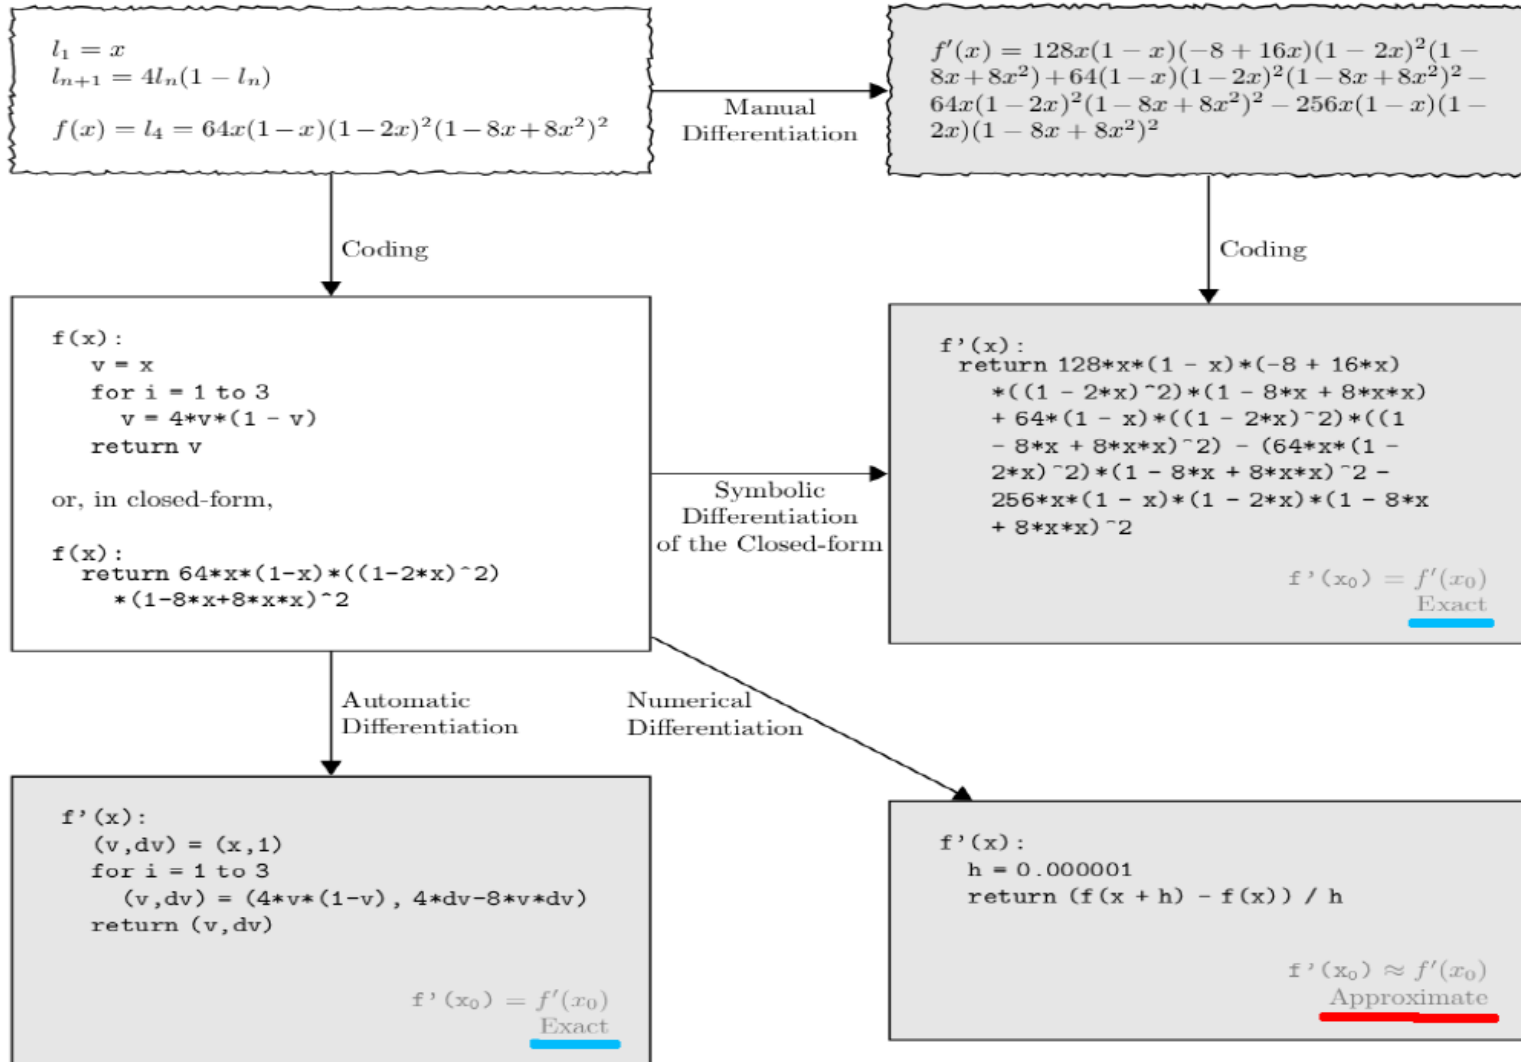 l₁ = x
lₙ₊₁ = 4lₙ(1 − lₙ)
f(x) = l₄ = 64x(1−x)(1−2x)²(1−8x+8x²)²
Manual
Differentiation
f′(x) = 128x(1 − x)(−8 + 16x)(1 − 2x)²(1 −
8x+8x²)+64(1−x)(1−2x)²(1−8x+8x²)²−
64x(1−2x)²(1−8x+8x²)²−256x(1−x)(1−
2x)(1 − 8x + 8x²)²
Coding
Coding
f(x):
v = x
for i = 1 to 3
v = 4*v*(1 - v)
return v
or, in closed-form,
f(x):
return 64*x*(1-x)*((1-2*x)^2)
*(1-8*x+8*x*x)^2
Symbolic
Differentiation
of the Closed-form
f'(x):
return 128*x*(1 - x)*(-8 + 16*x)
*((1 - 2*x)^2)*(1 - 8*x + 8*x*x)
+ 64*(1 - x)*((1 - 2*x)^2)*((1
- 8*x + 8*x*x)^2) - (64*x*(1 -
2*x)^2)*(1 - 8*x + 8*x*x)^2 -
256*x*(1 - x)*(1 - 2*x)*(1 - 8*x
+ 8*x*x)^2
f'(x₀) = f′(x₀)
Exact
Automatic
Differentiation
Numerical
Differentiation
f'(x):
(v,dv) = (x,1)
for i = 1 to 3
(v,dv) = (4*v*(1-v), 4*dv-8*v*dv)
return (v,dv)
f'(x₀) = f′(x₀)
Exact
f'(x):
h = 0.000001
return (f(x + h) - f(x)) / h
f'(x₀) ≈ f′(x₀)
Approximate